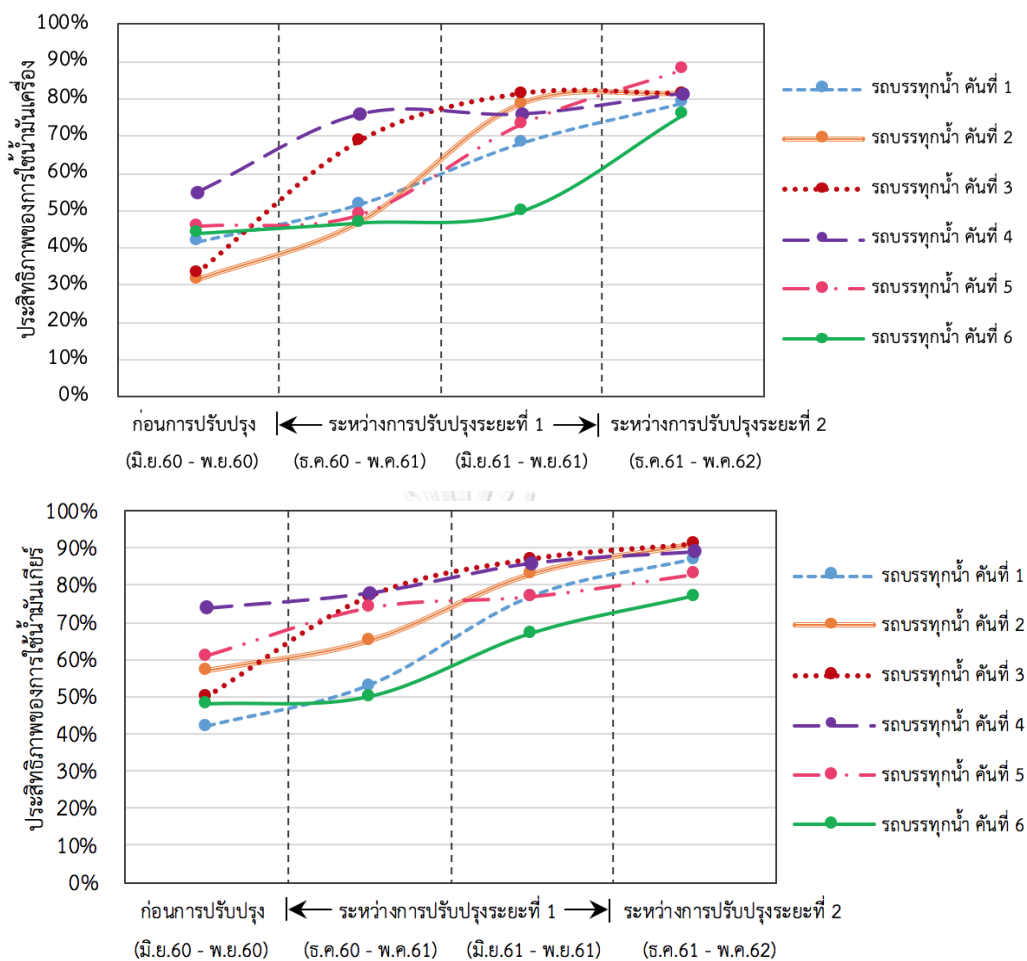 100%
90%
80%
70%
60%
50%
40%
30%
20%
10%
0%
ประสิทธิภาพของการใช้น้ำมันเครื่อง
รถบรรทุกน้ำ คันที่ 1
รถบรรทุกน้ำ คันที่ 2
รถบรรทุกน้ำ คันที่ 3
รถบรรทุกน้ำ คันที่ 4
รถบรรทุกน้ำ คันที่ 5
รถบรรทุกน้ำ คันที่ 6
ก่อนการปรับปรุง ระหว่างการปรับปรุงระยะที่ 1 ระหว่างการปรับปรุงระยะที่ 2
(มิ.ย.60 - พ.ย.60) (ธ.ค.60 - พ.ค.61) (มิ.ย.61 - พ.ย.61) (ธ.ค.61 - พ.ค.62)
100%
90%
80%
70%
60%
50%
40%
30%
20%
10%
0%
ประสิทธิภาพของการใช้น้ำมันเกียร์
รถบรรทุกน้ำ คันที่ 1
รถบรรทุกน้ำ คันที่ 2
รถบรรทุกน้ำ คันที่ 3
รถบรรทุกน้ำ คันที่ 4
รถบรรทุกน้ำ คันที่ 5
รถบรรทุกน้ำ คันที่ 6
ก่อนการปรับปรุง ระหว่างการปรับปรุงระยะที่ 1 ระหว่างการปรับปรุงระยะที่ 2
(มิ.ย.60 - พ.ย.60) (ธ.ค.60 - พ.ค.61) (มิ.ย.61 - พ.ย.61) (ธ.ค.61 - พ.ค.62)